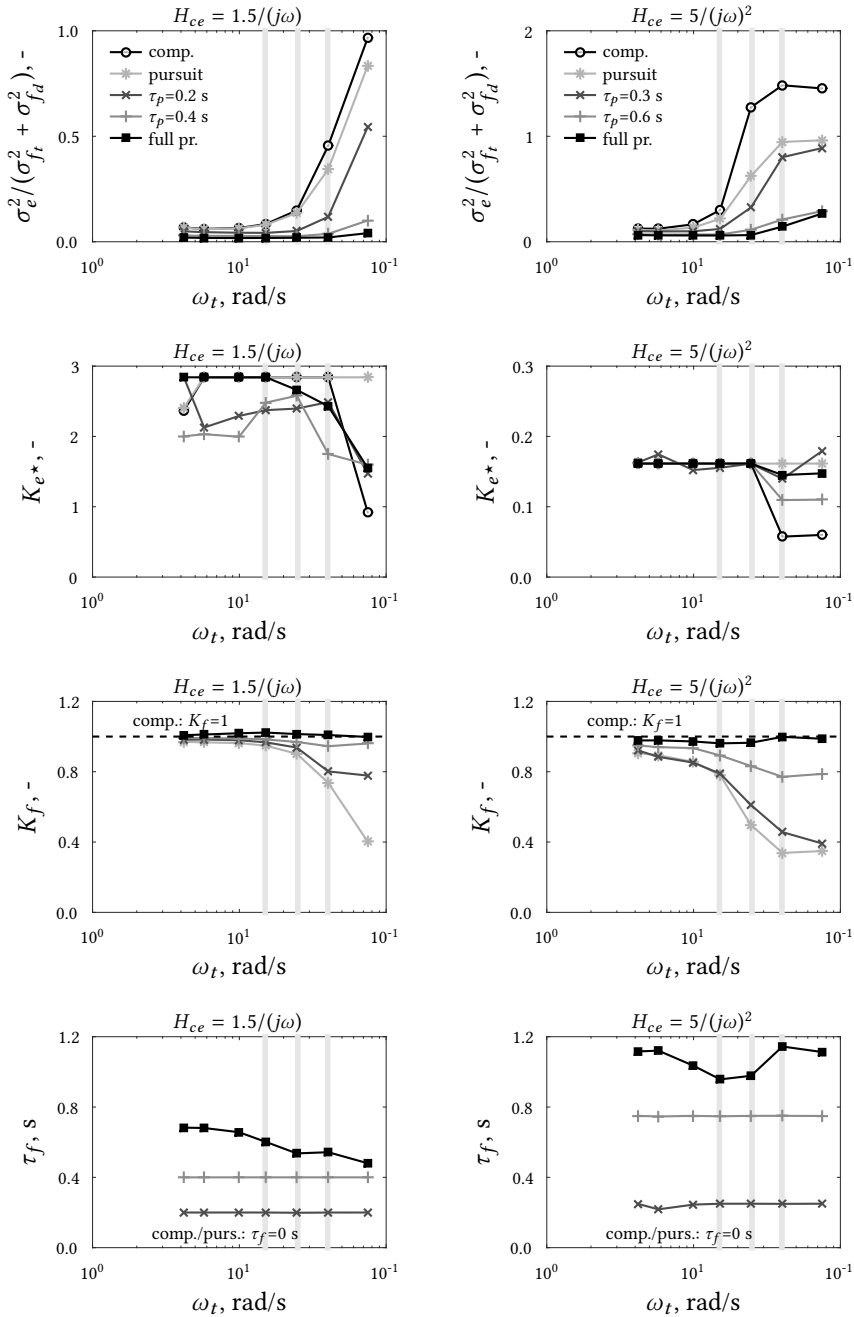 H_ce = 1.5/(jω)
σ_e^2/(σ_{f_t}^2 + σ_{f_d}^2), -
1.0
0.5
0.0
comp.
pursuit
τ_p=0.2 s
τ_p=0.4 s
full pr.
10^0 10^1 10^-1
ω_t, rad/s
H_ce = 5/(jω)^2
σ_e^2/(σ_{f_t}^2 + σ_{f_d}^2), -
2
1
0
comp.
pursuit
τ_p=0.3 s
τ_p=0.6 s
full pr.
10^0 10^1 10^-1
ω_t, rad/s
H_ce = 1.5/(jω)
K_e⋆, -
3
2
1
0
10^0 10^1 10^-1
ω_t, rad/s
H_ce = 5/(jω)^2
K_e⋆, -
0.3
0.2
0.1
0.0
10^0 10^1 10^-1
ω_t, rad/s
H_ce = 1.5/(jω)
K_f, -
1.2
0.8
0.4
0.0
comp.: K_f=1
10^0 10^1 10^-1
ω_t, rad/s
H_ce = 5/(jω)^2
K_f, -
1.2
0.8
0.4
0.0
comp.: K_f=1
10^0 10^1 10^-1
ω_t, rad/s
H_ce = 1.5/(jω)
τ_f, s
1.2
0.8
0.4
0.0
comp./purs.: τ_f=0 s
10^0 10^1 10^-1
ω_t, rad/s
H_ce = 5/(jω)^2
τ_f, s
1.2
0.8
0.4
0.0
comp./purs.: τ_f=0 s
10^0 10^1 10^-1
ω_t, rad/s